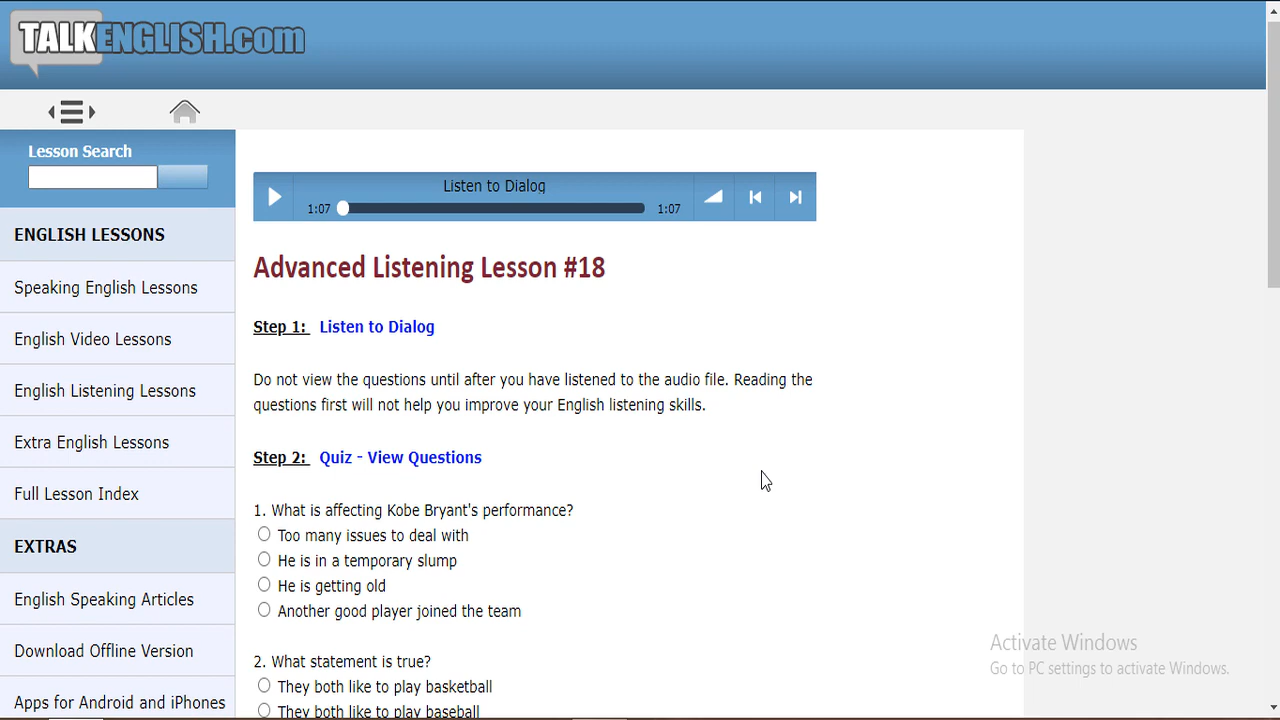 TALKENGLISH.com
Lesson Search
ENGLISH LESSONS
Speaking English Lessons
English Video Lessons
English Listening Lessons
Extra English Lessons
Full Lesson Index
EXTRAS
English Speaking Articles
Download Offline Version
Apps for Android and iPhones
Listen to Dialog
1:07 1:07
Advanced Listening Lesson #18
Step 1: Listen to Dialog
Do not view the questions until after you have listened to the audio file. Reading the
questions first will not help you improve your English listening skills.
Step 2: Quiz - View Questions
1. What is affecting Kobe Bryant's performance?
Too many issues to deal with
He is in a temporary slump
He is getting old
Another good player joined the team
2. What statement is true?
They both like to play basketball
They both like to play baseball
Activate Windows
Go to PC settings to activate Windows.